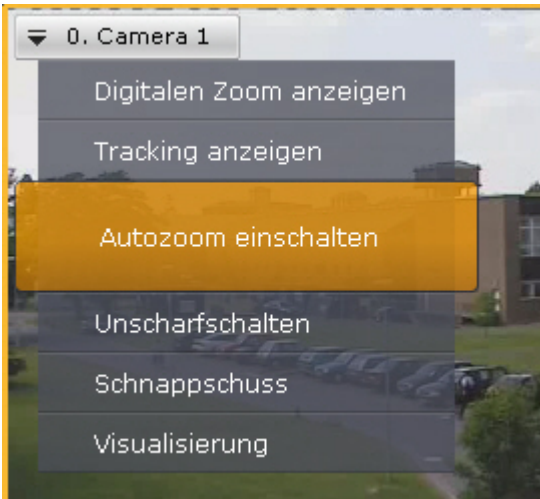 0. Camera 1
Digitalen Zoom anzeigen
Tracking anzeigen
Autozoom einschalten
Unscharfschalten
Schnappschuss
Visualisierung